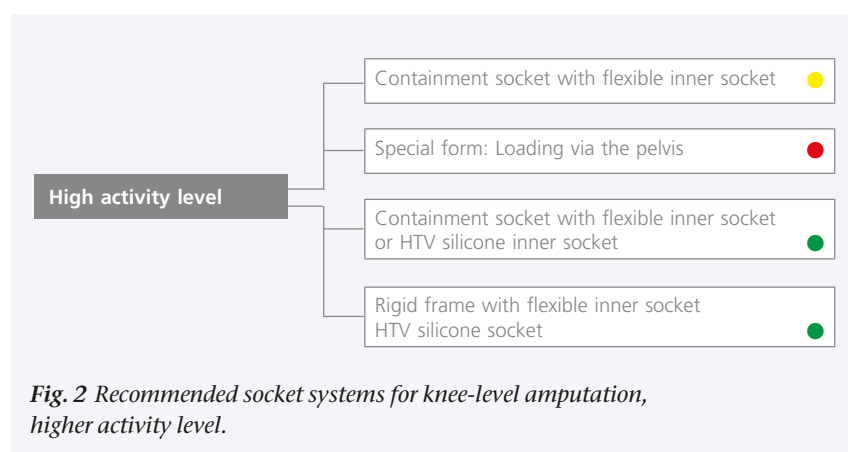 Containment socket with flexible inner socket
Special form: Loading via the pelvis
High activity level
Containment socket with flexible inner socket
or HTV silicone inner socket
Rigid frame with flexible inner socket
HTV silicone socket
Fig. 2 Recommended socket systems for knee-level amputation,
higher activity level.